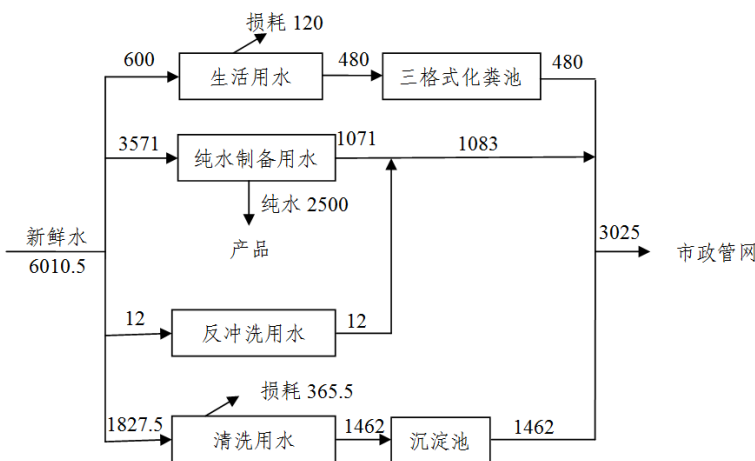 损耗 120
600
生活用水
480
三格式化粪池
480
3571
纯水制备用水
1071
1083
纯水 2500
产品
新鲜水
6010.5
3025
市政管网
12
反冲洗用水
12
损耗 365.5
1827.5
清洗用水
1462
沉淀池
1462